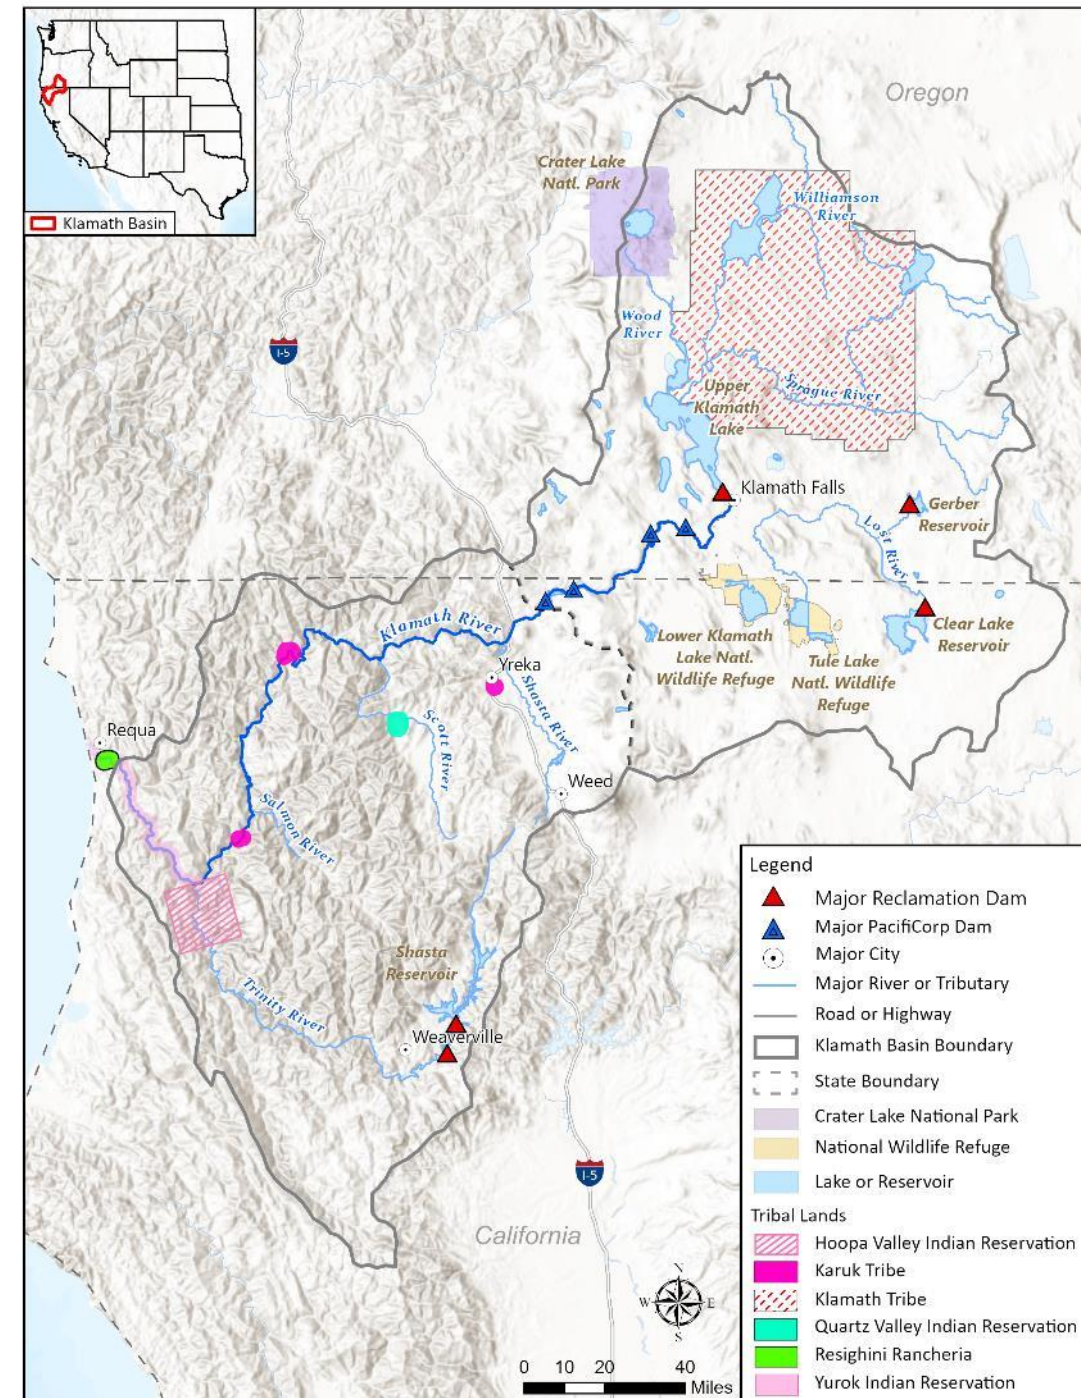 Klamath Basin
Oregon
Crater Lake
Natl. Park
Williamson
River
I-5
Wood
River
Upper
Klamath
Lake
Sprague River
Klamath Falls
Gerber
Reservoir
Lost River
Klamath River
Lower Klamath
Lake Natl.
Wildlife Refuge
Tule Lake
Natl. Wildlife
Refuge
Clear Lake
Reservoir
Yreka
Shasta River
Scott River
Requa
Weed
Salmon River
Shasta
Reservoir
Trinity River
Weaverville
I-5
California
N
W
E
S
0 10 20 40
Miles
Legend
Major Reclamation Dam
Major PacifiCorp Dam
Major City
Major River or Tributary
Road or Highway
Klamath Basin Boundary
State Boundary
Crater Lake National Park
National Wildlife Refuge
Lake or Reservoir
Tribal Lands
Hoopa Valley Indian Reservation
Karuk Tribe
Klamath Tribe
Quartz Valley Indian Reservation
Resighini Rancheria
Yurok Indian Reservation